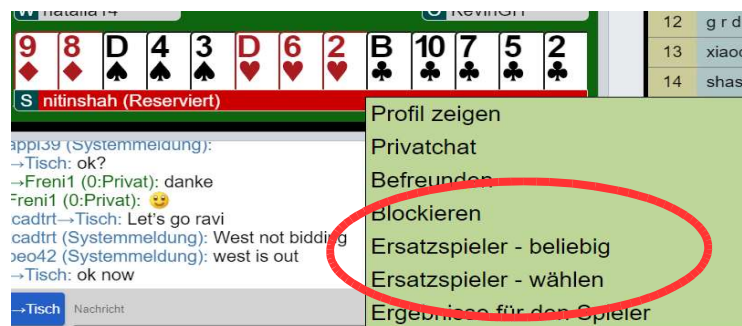 W natalia14
O KevinGH
12 g r d
13 xiaoc
14 shas
9 8 D 4 3 D 6 2 B 10 7 5 2
S nitinshah (Reserviert)
appi39 (Systemmeldung):
→Tisch: ok?
→Freni1 (0:Privat): danke
Freni1 (0:Privat):
cadtrt→Tisch: Let's go ravi
cadtrt (Systemmeldung): West not bidding
peo42 (Systemmeldung): west is out
→Tisch: ok now
→Tisch Nachricht
Profil zeigen
Privatchat
Befreunden
Blockieren
Ersatzspieler - beliebig
Ersatzspieler - wählen
Ergebnisse für den Spieler